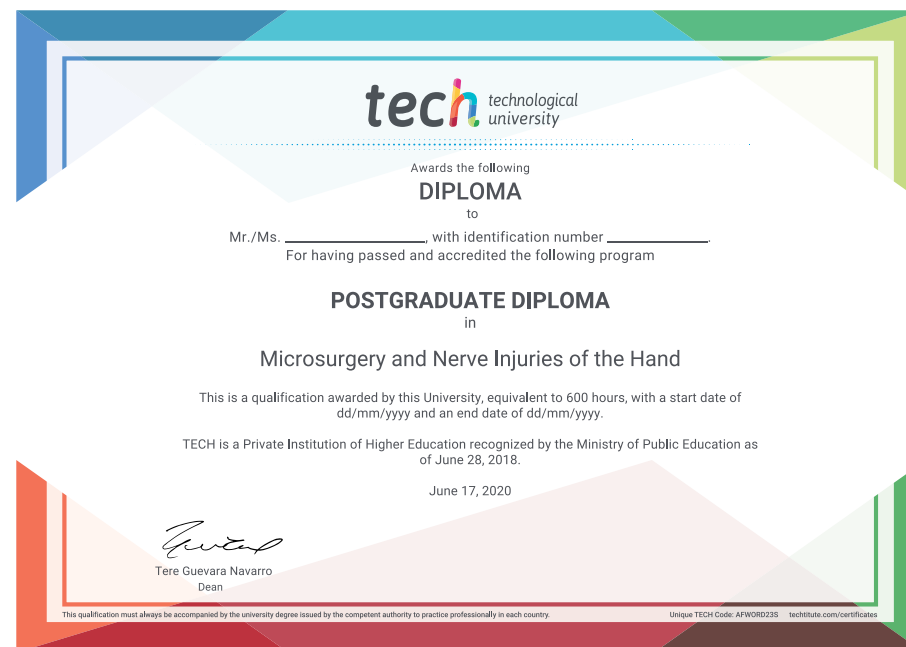 tech technological
university
Awards the following
DIPLOMA
to
Mr./Ms. ____________________, with identification number ______________.
For having passed and accredited the following program
POSTGRADUATE DIPLOMA
in
Microsurgery and Nerve Injuries of the Hand
This is a qualification awarded by this University, equivalent to 600 hours, with a start date of
dd/mm/yyyy and an end date of dd/mm/yyyy.
TECH is a Private Institution of Higher Education recognized by the Ministry of Public Education as
of June 28, 2018.
June 17, 2020
Tere Guevara Navarro
Dean
This qualification must always be accompanied by the university degree issued by the competent authority to practice professionally in each country. Unique TECH Code: AFWORD23S techtitute.com/certificates